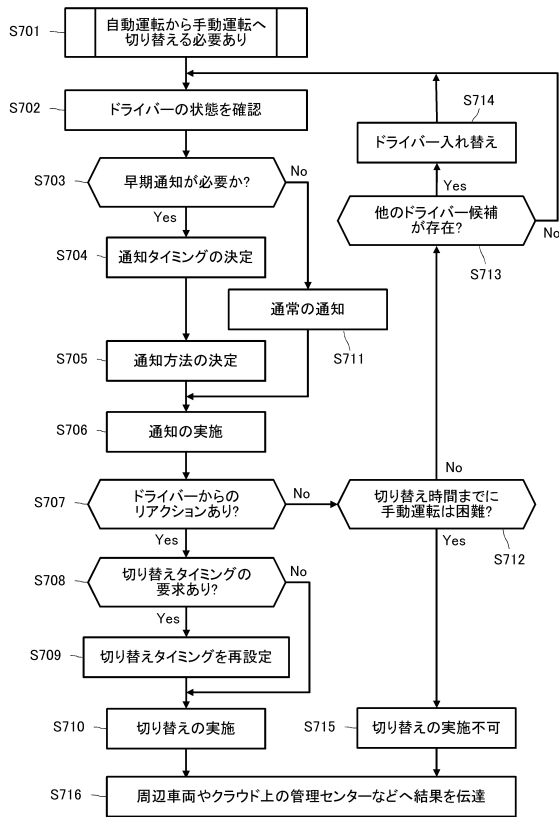 S701
自動運転から手動運転へ
切り替える必要あり
S702
ドライバーの状態を確認
S714
ドライバー入れ替え
S703
早期通知が必要か?
No
Yes
Yes
他のドライバー候補
が存在?
No
S713
S704
通知タイミングの決定
通常の通知
S711
S705
通知方法の決定
S706
通知の実施
S707
ドライバーからの
リアクションあり?
No
Yes
No
切り替え時間までに
手動運転は困難?
Yes
S712
S708
切り替えタイミングの
要求あり?
No
Yes
S709
切り替えタイミングを再設定
S710
切り替えの実施
S715
切り替えの実施不可
S716
周辺車両やクラウド上の管理センターなどへ結果を伝達